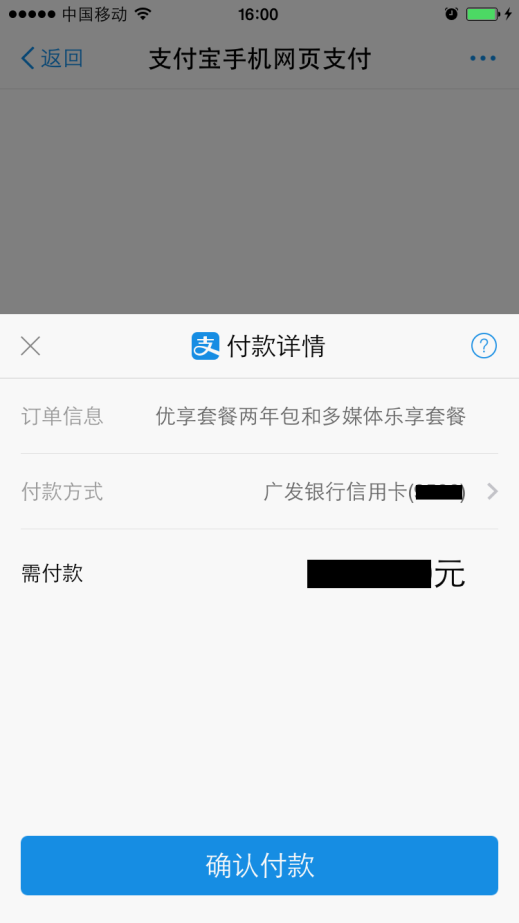 中国移动 16:00
返回 支付宝手机网页支付
支 付款详情 ?
订单信息 优享套餐两年包和多媒体乐享套餐
付款方式 广发银行信用卡()
需付款 元
确认付款